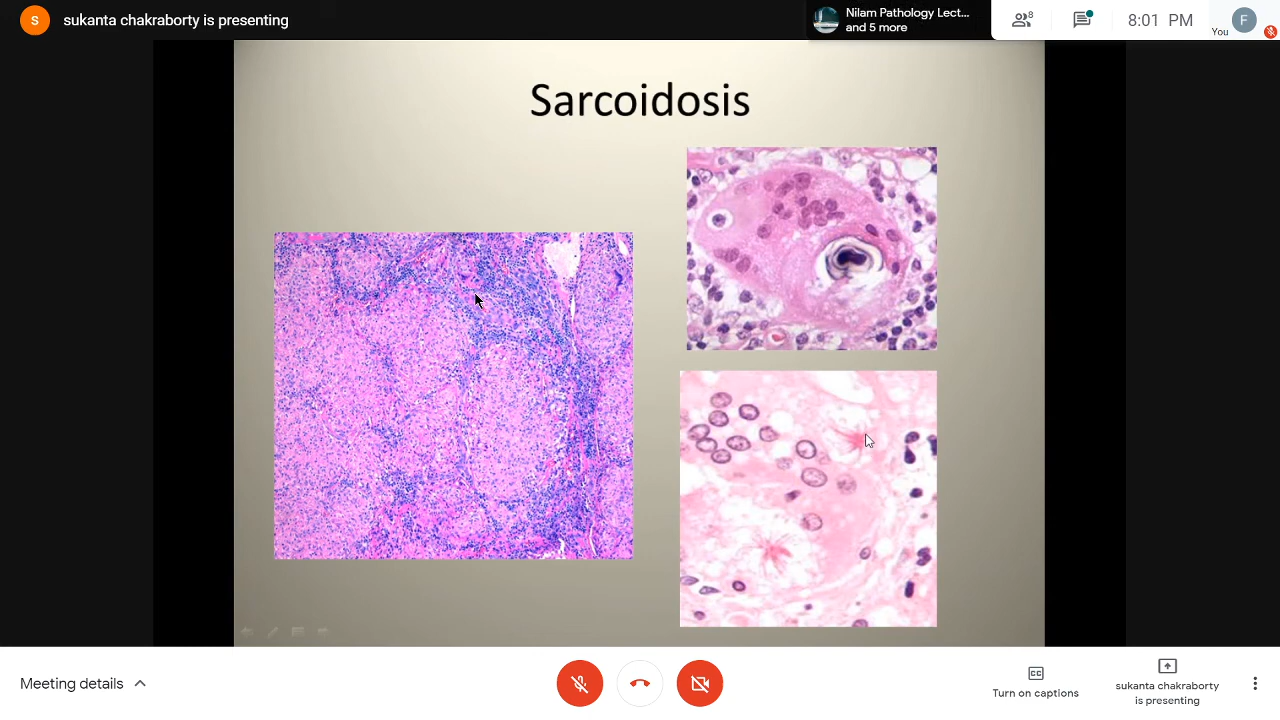 S
sukanta chakraborty is presenting
Nilam Pathology Lect...
and 5 more
8
8:01 PM
You
F
Sarcoidosis
Meeting details
CC
Turn on captions
sukanta chakraborty
is presenting